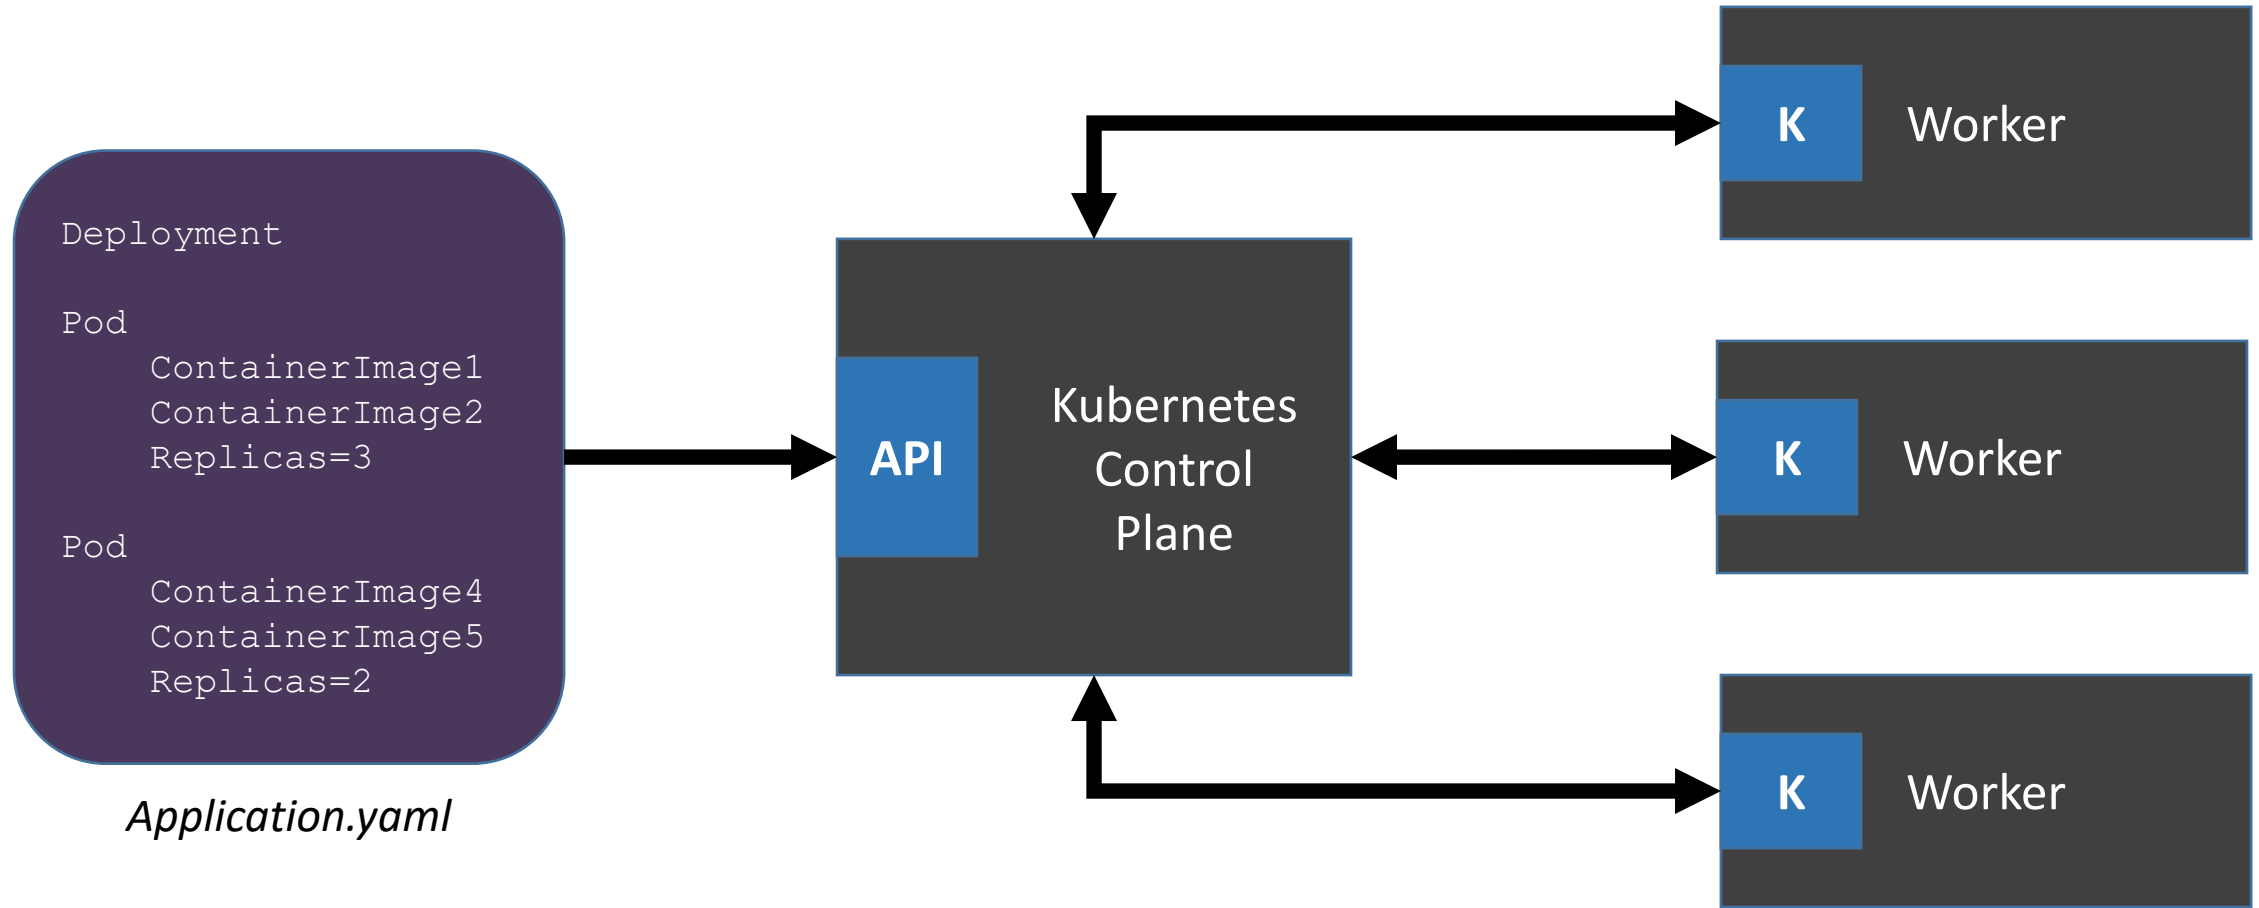 Deployment
Pod
ContainerImage1
ContainerImage2
Replicas=3
Pod
ContainerImage4
ContainerImage5
Replicas=2
Application.yaml
API
Kubernetes
Control
Plane
K
Worker
K
Worker
K
Worker